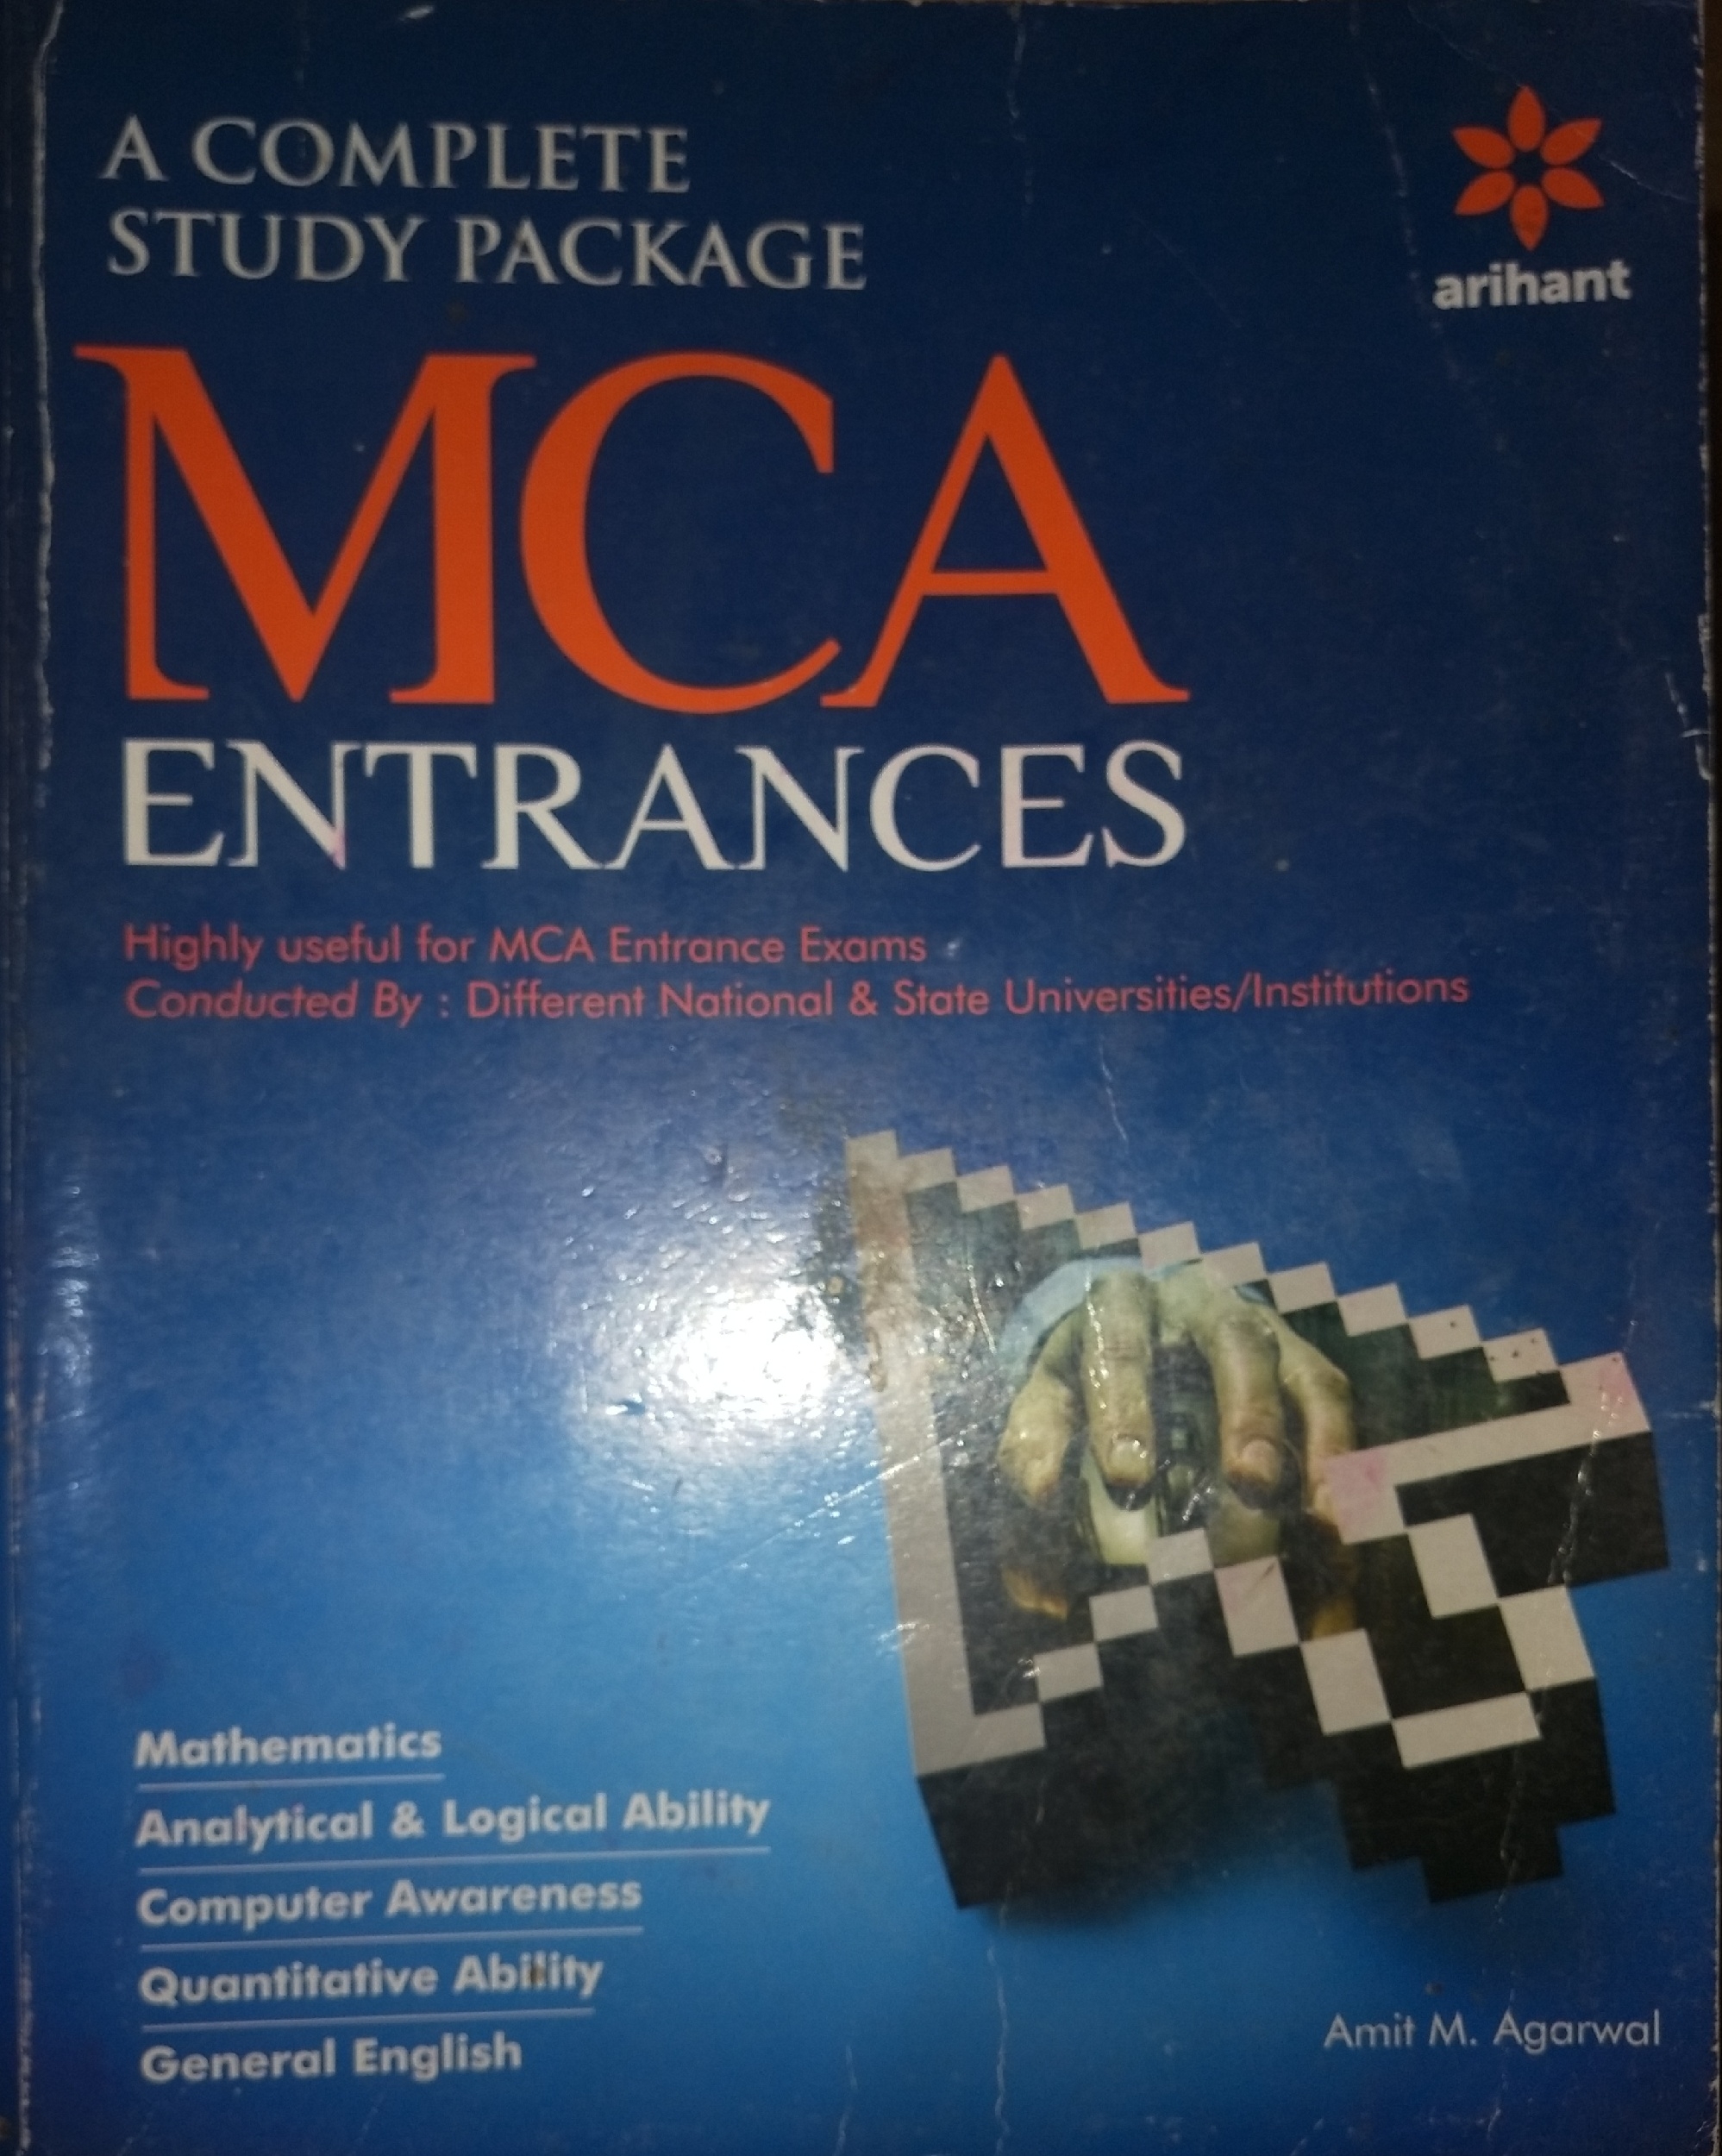 A COMPLETE
STUDY PACKAGE
arihant
MCA
ENTRANCES
Highly useful for MCA Entrance Exams
Conducted By : Different National & State Universities/Institutions
Mathematics
Analytical & Logical Ability
Computer Awareness
Quantitative Ability
General English
Amit M. Agarwal